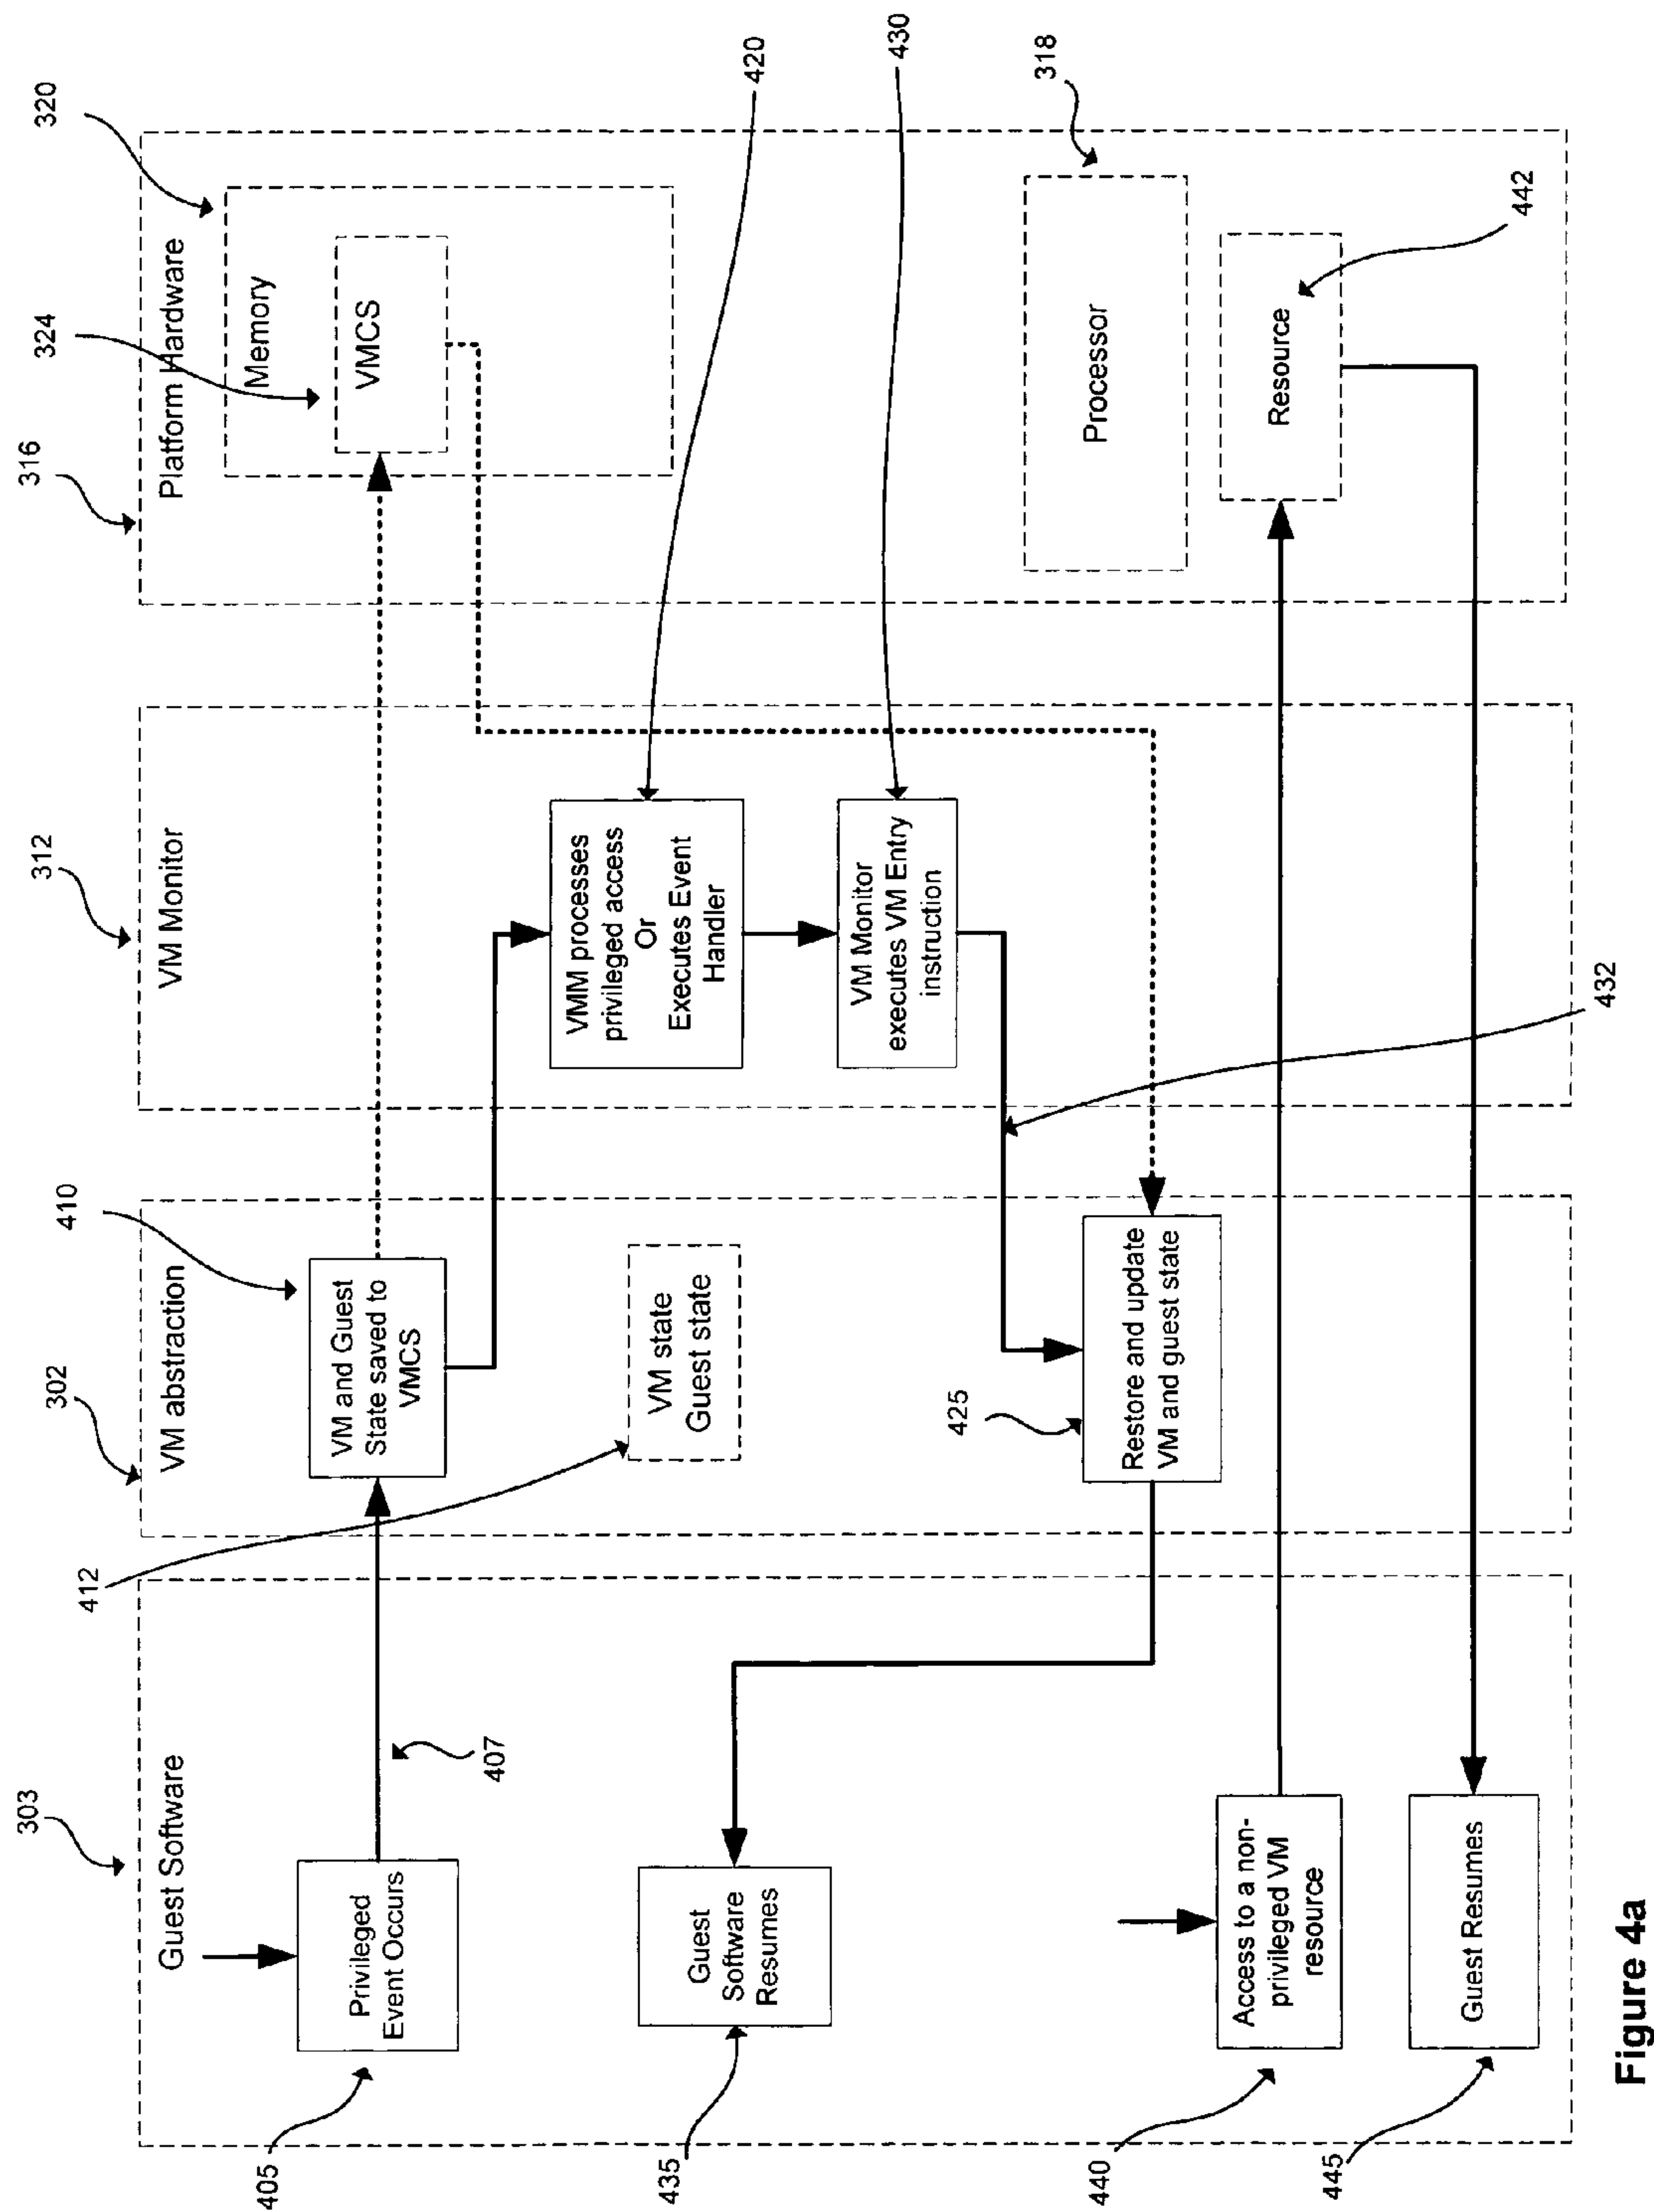 303
Guest Software
405
Privileged
Event Occurs
407
435
Guest
Software
Resumes
440
Access to a non-
privileged VM
resource
445
Guest Resumes
302
VM abstraction
410
VM and Guest
State saved to
VMCS
412
VM state
Guest state
425
Restore and update
VM and guest state
312
VM Monitor
420
VMM processes
privileged access
Or
Executes Event
Handler
430
VM Monitor
executes VM Entry
instruction
432
316
Platform Hardware
320
Memory
324
VMCS
318
Processor
442
Resource
Figure 4a